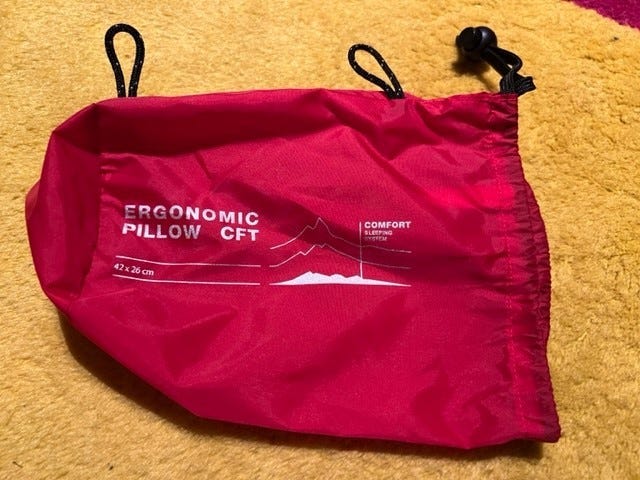 ERGONOMIC
PILLOW CFT
42 x 26 cm
COMFORT
SLEEPING
SYSTEM